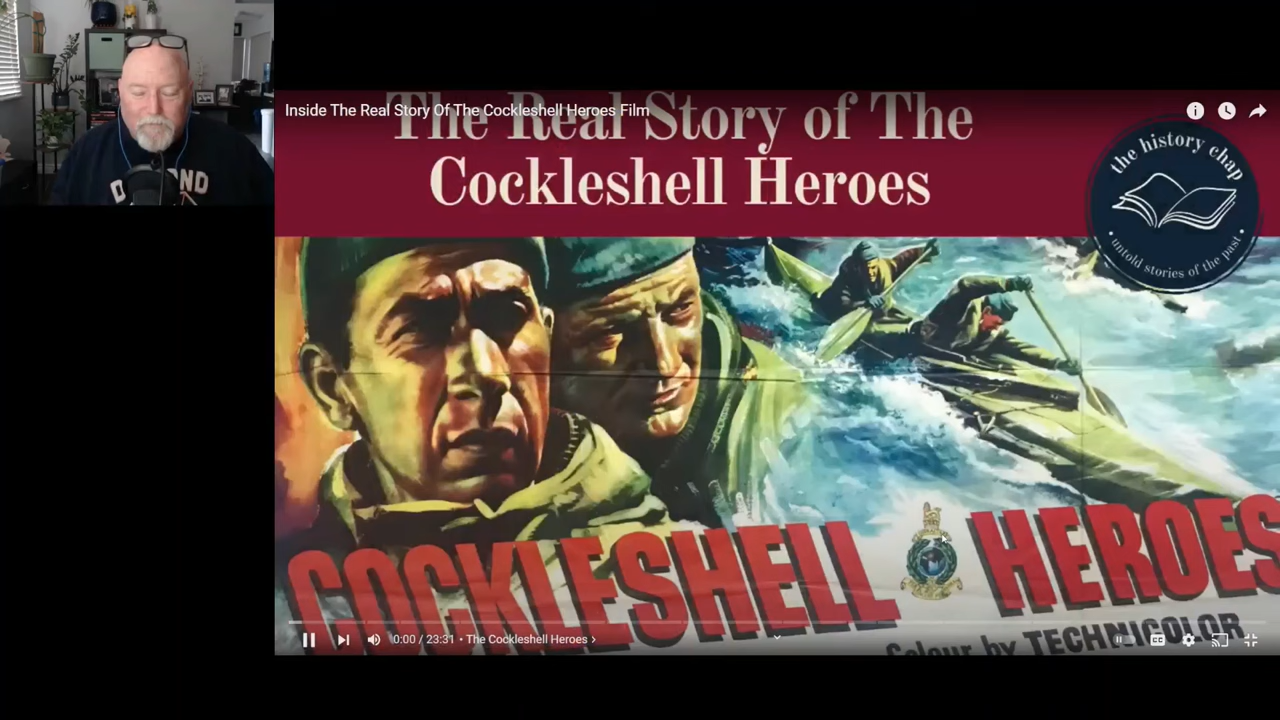 Inside The Real Story Of The Cockleshell Heroes Film
The Real Story of The
Cockleshell Heroes
the history chap
• untold stories of the past •
COCKLESHELL HEROES
Colour by TECHNICOLOR
0:00 / 23:31 • The Cockleshell Heroes ›
CC